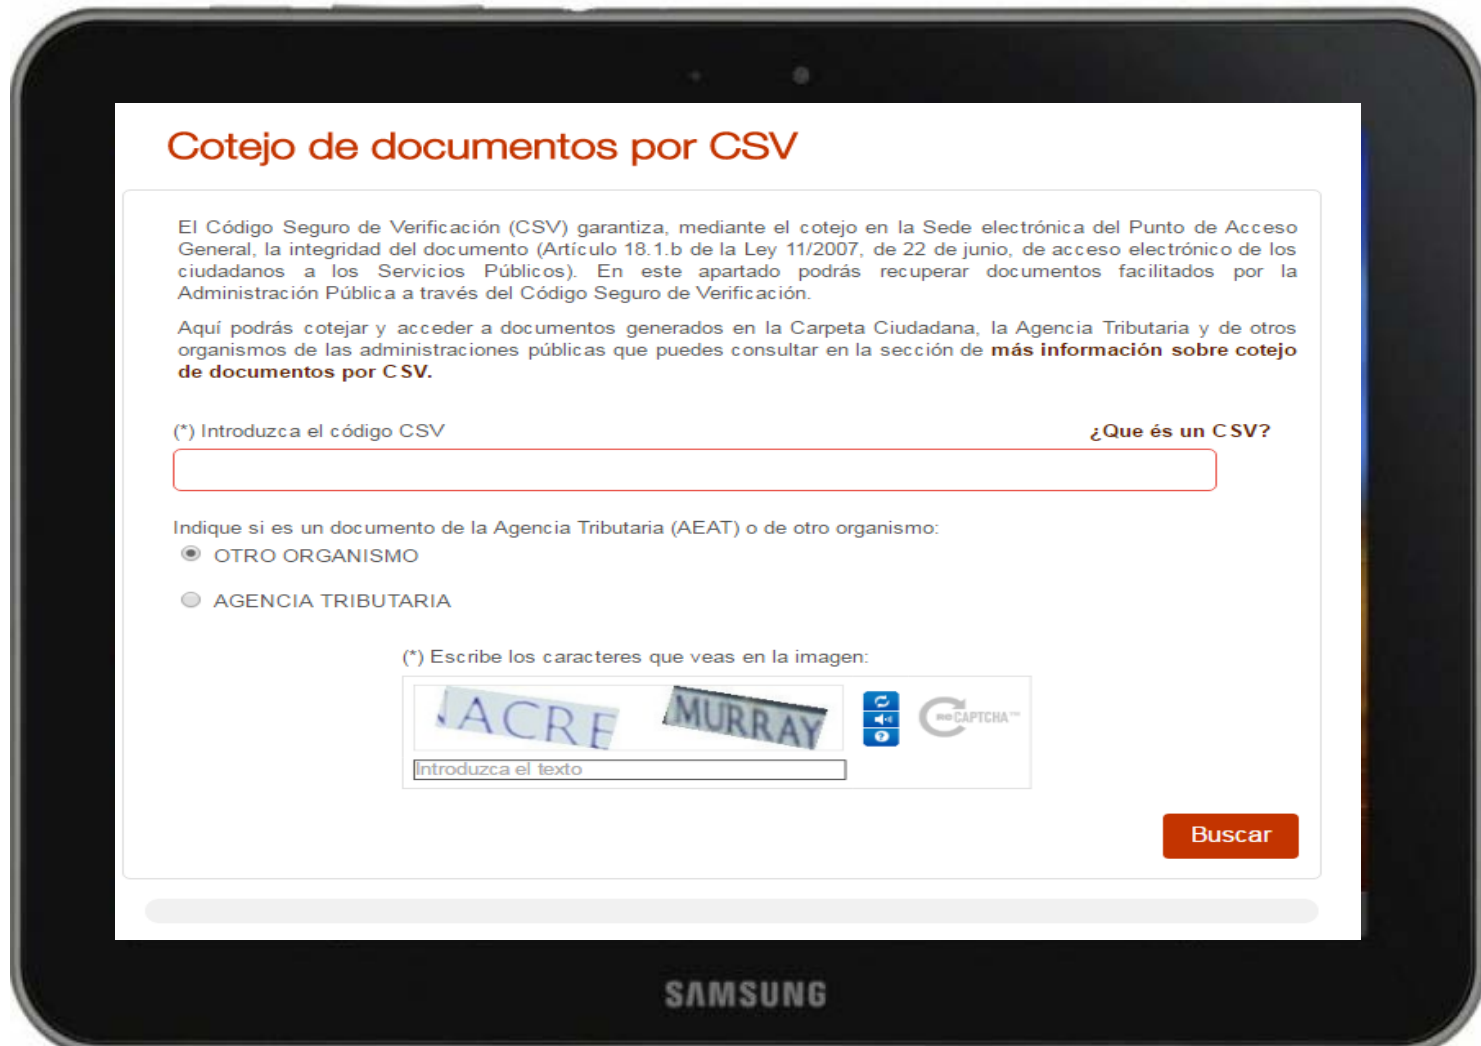 Cotejo de documentos por CSV
El Código Seguro de Verificación (CSV) garantiza, mediante el cotejo en la Sede electrónica del Punto de Acceso
General, la integridad del documento (Artículo 18.1.b de la Ley 11/2007, de 22 de junio, de acceso electrónico de los
ciudadanos a los Servicios Públicos). En este apartado podrás recuperar documentos facilitados por la
Administración Pública a través del Código Seguro de Verificación.
Aquí podrás cotejar y acceder a documentos generados en la Carpeta Ciudadana, la Agencia Tributaria y de otros
organismos de las administraciones públicas que puedes consultar en la sección de más información sobre cotejo
de documentos por CSV.
(*) Introduzca el código CSV
¿Que és un CSV?
Indique si es un documento de la Agencia Tributaria (AEAT) o de otro organismo:
OTRO ORGANISMO
AGENCIA TRIBUTARIA
(*) Escribe los caracteres que veas en la imagen:
ACRE MURRAY
reCAPTCHA™
Introduzca el texto
Buscar
SAMSUNG